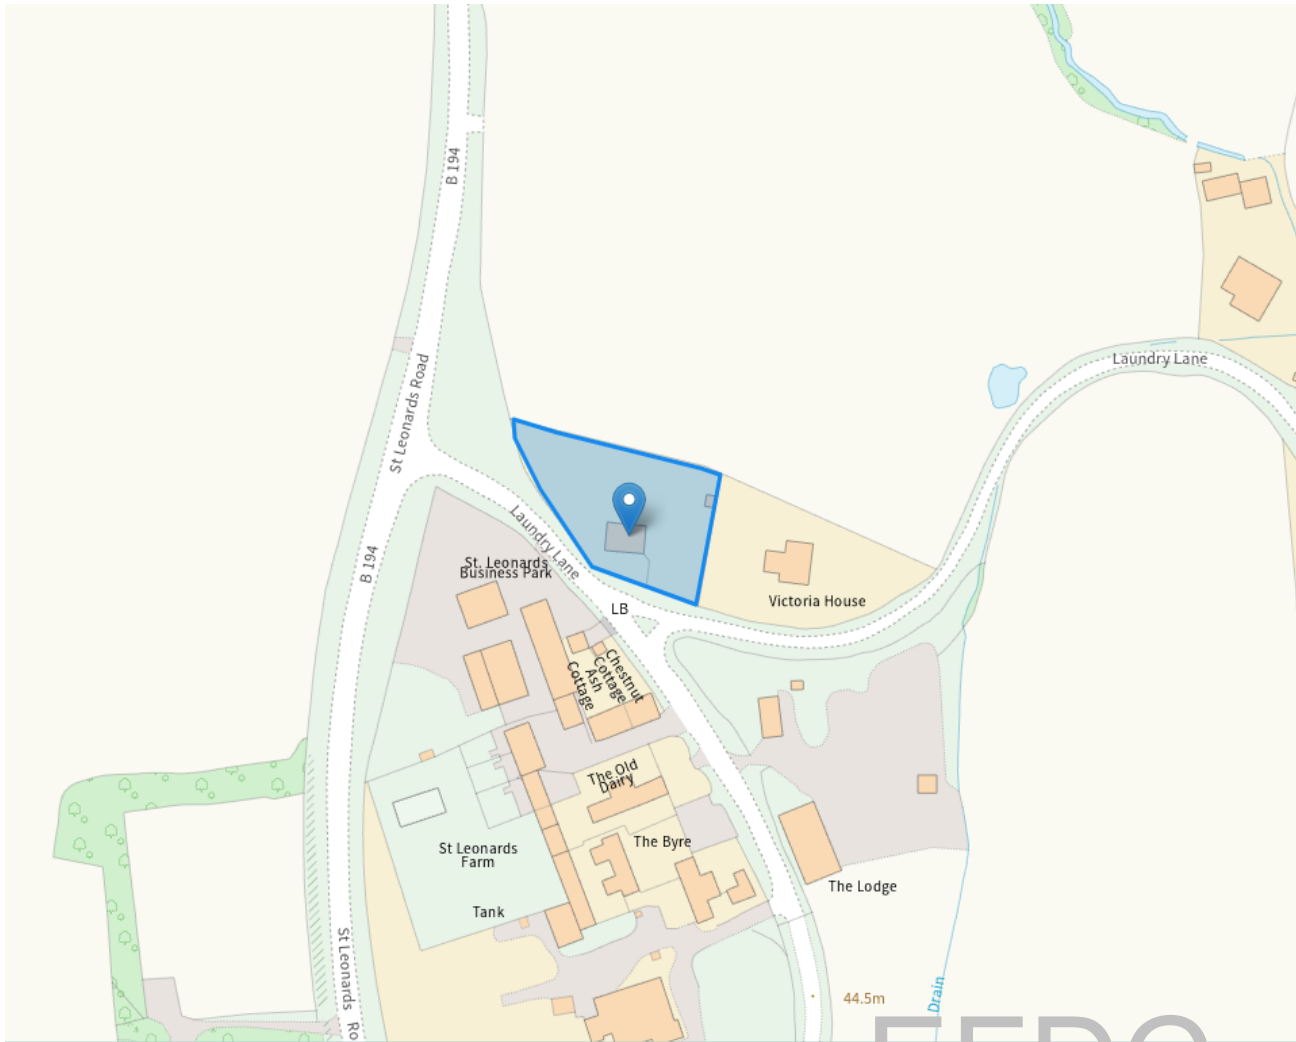 B 194
St Leonards Road
Laundry Lane
Laundry Lane
B 194
St. Leonards
Business Park
Victoria House
LB
Chestnut
Cottage
Ash
Cottage
The Old
Dairy
The Byre
St Leonards
Farm
The Lodge
Tank
St Leonards Ro
44.5m
Drain
EFDC